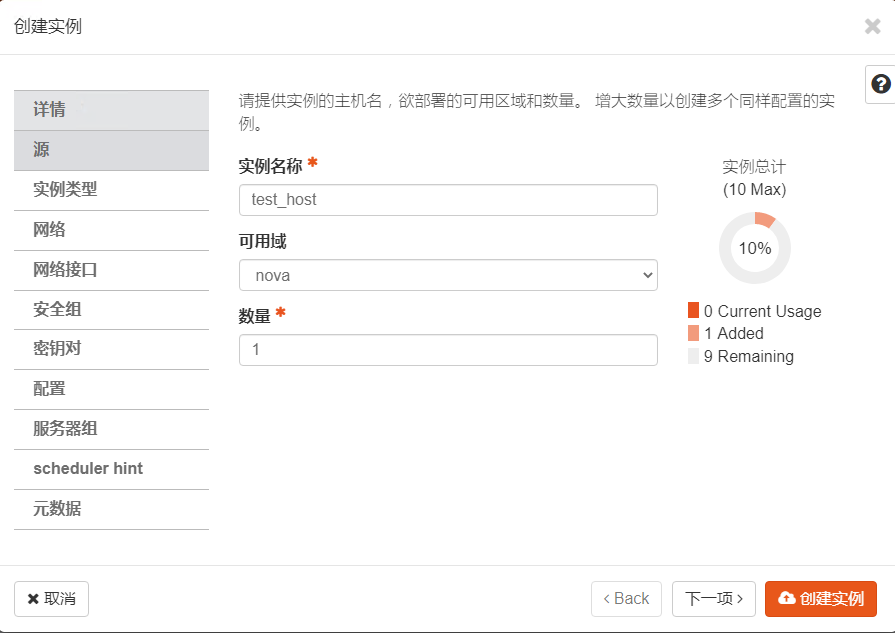 创建实例
×
详情
源
实例类型
网络
网络接口
安全组
密钥对
配置
服务器组
scheduler hint
元数据
请提供实例的主机名，欲部署的可用区域和数量。 增大数量以创建多个同样配置的实
例。
实例名称 *
test_host
可用域
nova
数量 *
1
实例总计
(10 Max)
10%
0 Current Usage
1 Added
9 Remaining
?
× 取消
‹ Back
下一项 ›
创建实例